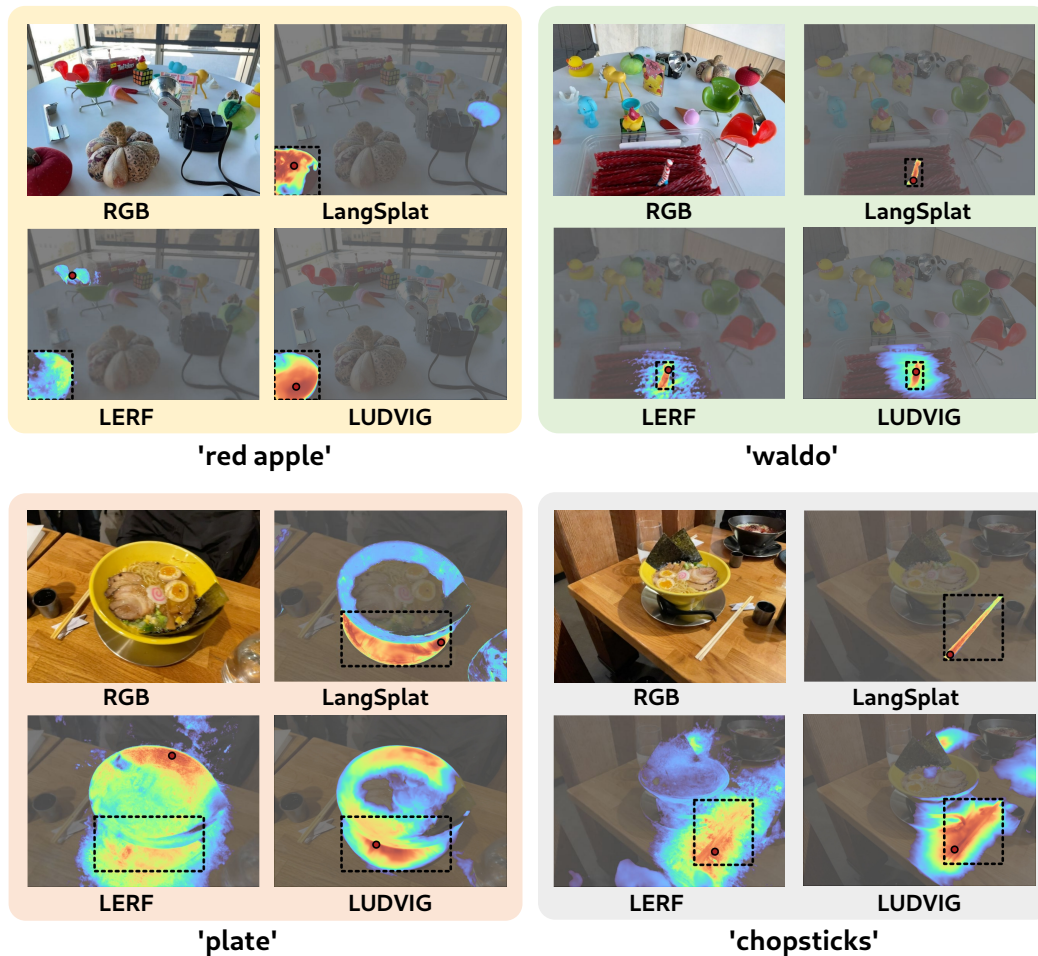 RGB
LangSplat
LERF
LUDVIG
'red apple'
RGB
LangSplat
LERF
LUDVIG
'waldo'
RGB
LangSplat
LERF
LUDVIG
'plate'
RGB
LangSplat
LERF
LUDVIG
'chopsticks'